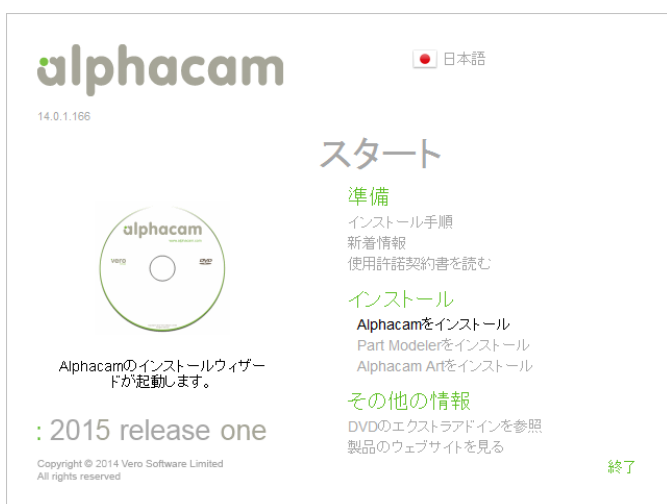 alphacam
日本語
14.0.1.166
スタート
準備
インストール手順
新着情報
使用許諾契約書を読む
インストール
Alphacamをインストール
Part Modelerをインストール
Alphacam Artをインストール
その他の情報
DVDのエクストラアドインを参照
製品のウェブサイトを見る
終了
alphacam
vero
DVD
Alphacamのインストールウィザー
ドが起動します。
: 2015 release one
Copyright © 2014 Vero Software Limited
All rights reserved